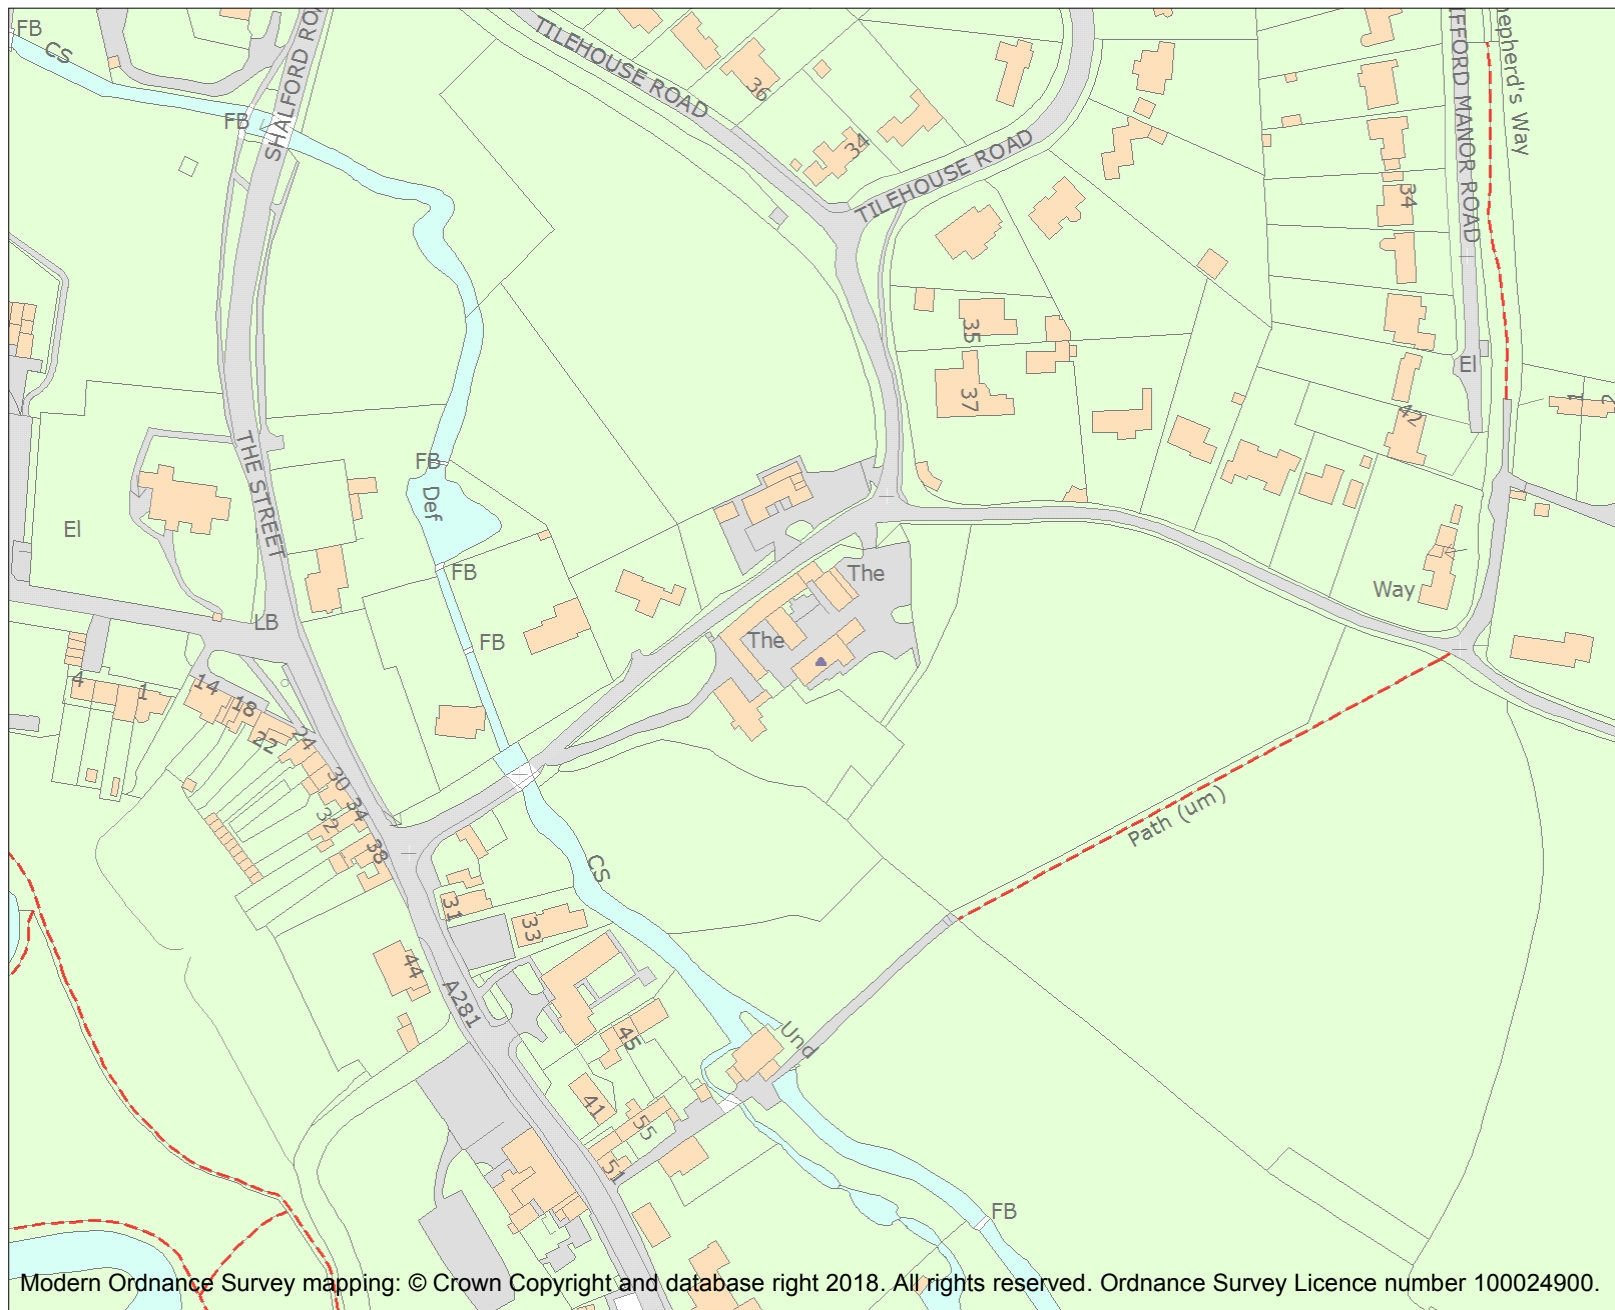 FB
CS
SHALFORD RO
TILEHOUSE ROAD
36
FB
34
TILEHOUSE ROAD
FFORD MANOR ROAD
epherd's Way
34
35
37
El
42
1
2
THE STREET
FB
Def
El
FB
The
Way
LB
FB
The
4
1
14
18
22
24
30
34
32
38
Path (um)
CS
31
33
44
A281
45
Und
41
55
51
FB
Modern Ordnance Survey mapping: © Crown Copyright and database right 2018. All rights reserved. Ordnance Survey Licence number 100024900.